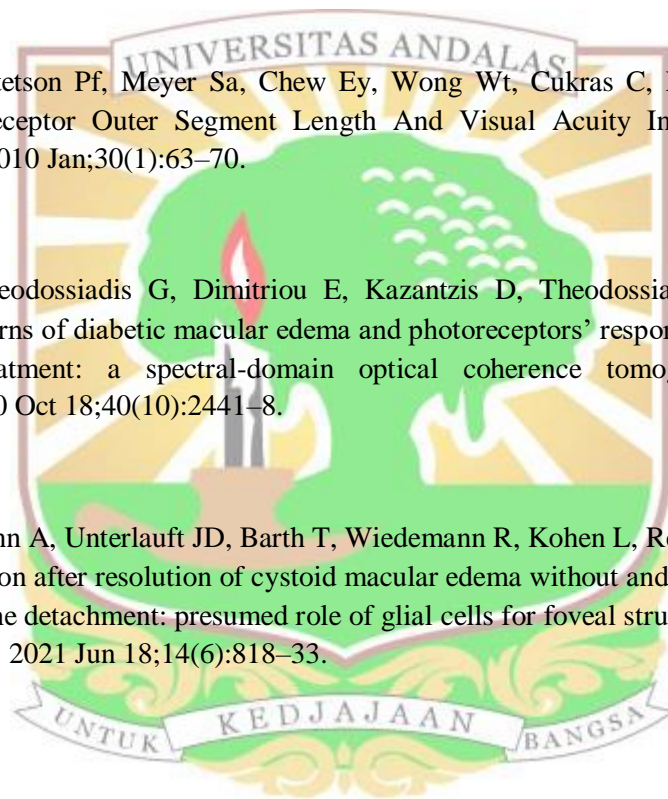 UNIVERSITAS ANDALAS
tetson Pf, Meyer Sa, Chew Ey, Wong Wt, Cukras C,
eceptor Outer Segment Length And Visual Acuity In
010 Jan;30(1):63–70.
eodossiadis G, Dimitriou E, Kazantzis D, Theodossia
rns of diabetic macular edema and photoreceptors’ respon
atment: a spectral-domain optical coherence tomog
0 Oct 18;40(10):2441–8.
nn A, Unterlauft JD, Barth T, Wiedemann R, Kohen L, Re
on after resolution of cystoid macular edema without and
ne detachment: presumed role of glial cells for foveal stru
2021 Jun 18;14(6):818–33.
UNTUK KEDJAJAAN BANGSA